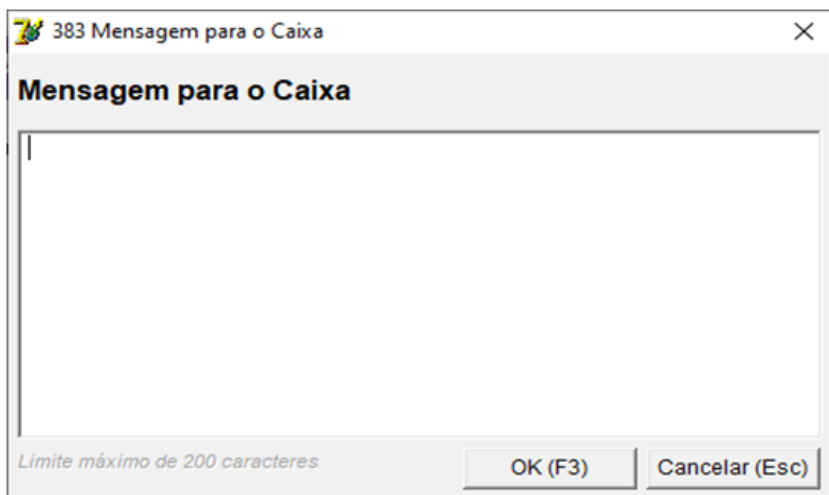 383 Mensagem para o Caixa
Mensagem para o Caixa
Limite máximo de 200 caracteres
OK (F3)
Cancelar (Esc)